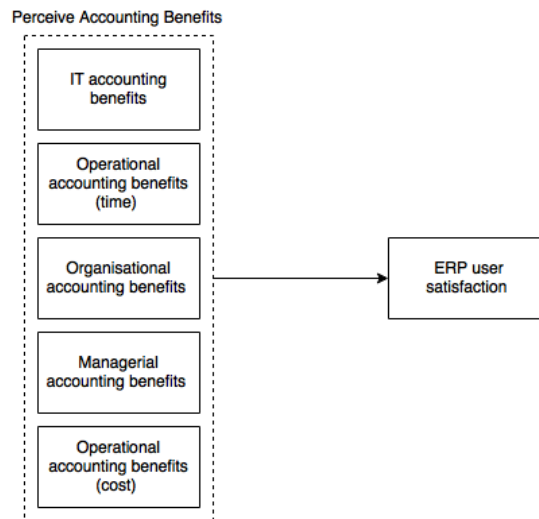 Perceive Accounting Benefits
IT accounting
benefits
Operational
accounting benefits
(time)
Organisational
accounting benefits
ERP user
satisfaction
Managerial
accounting benefits
Operational
accounting benefits
(cost)